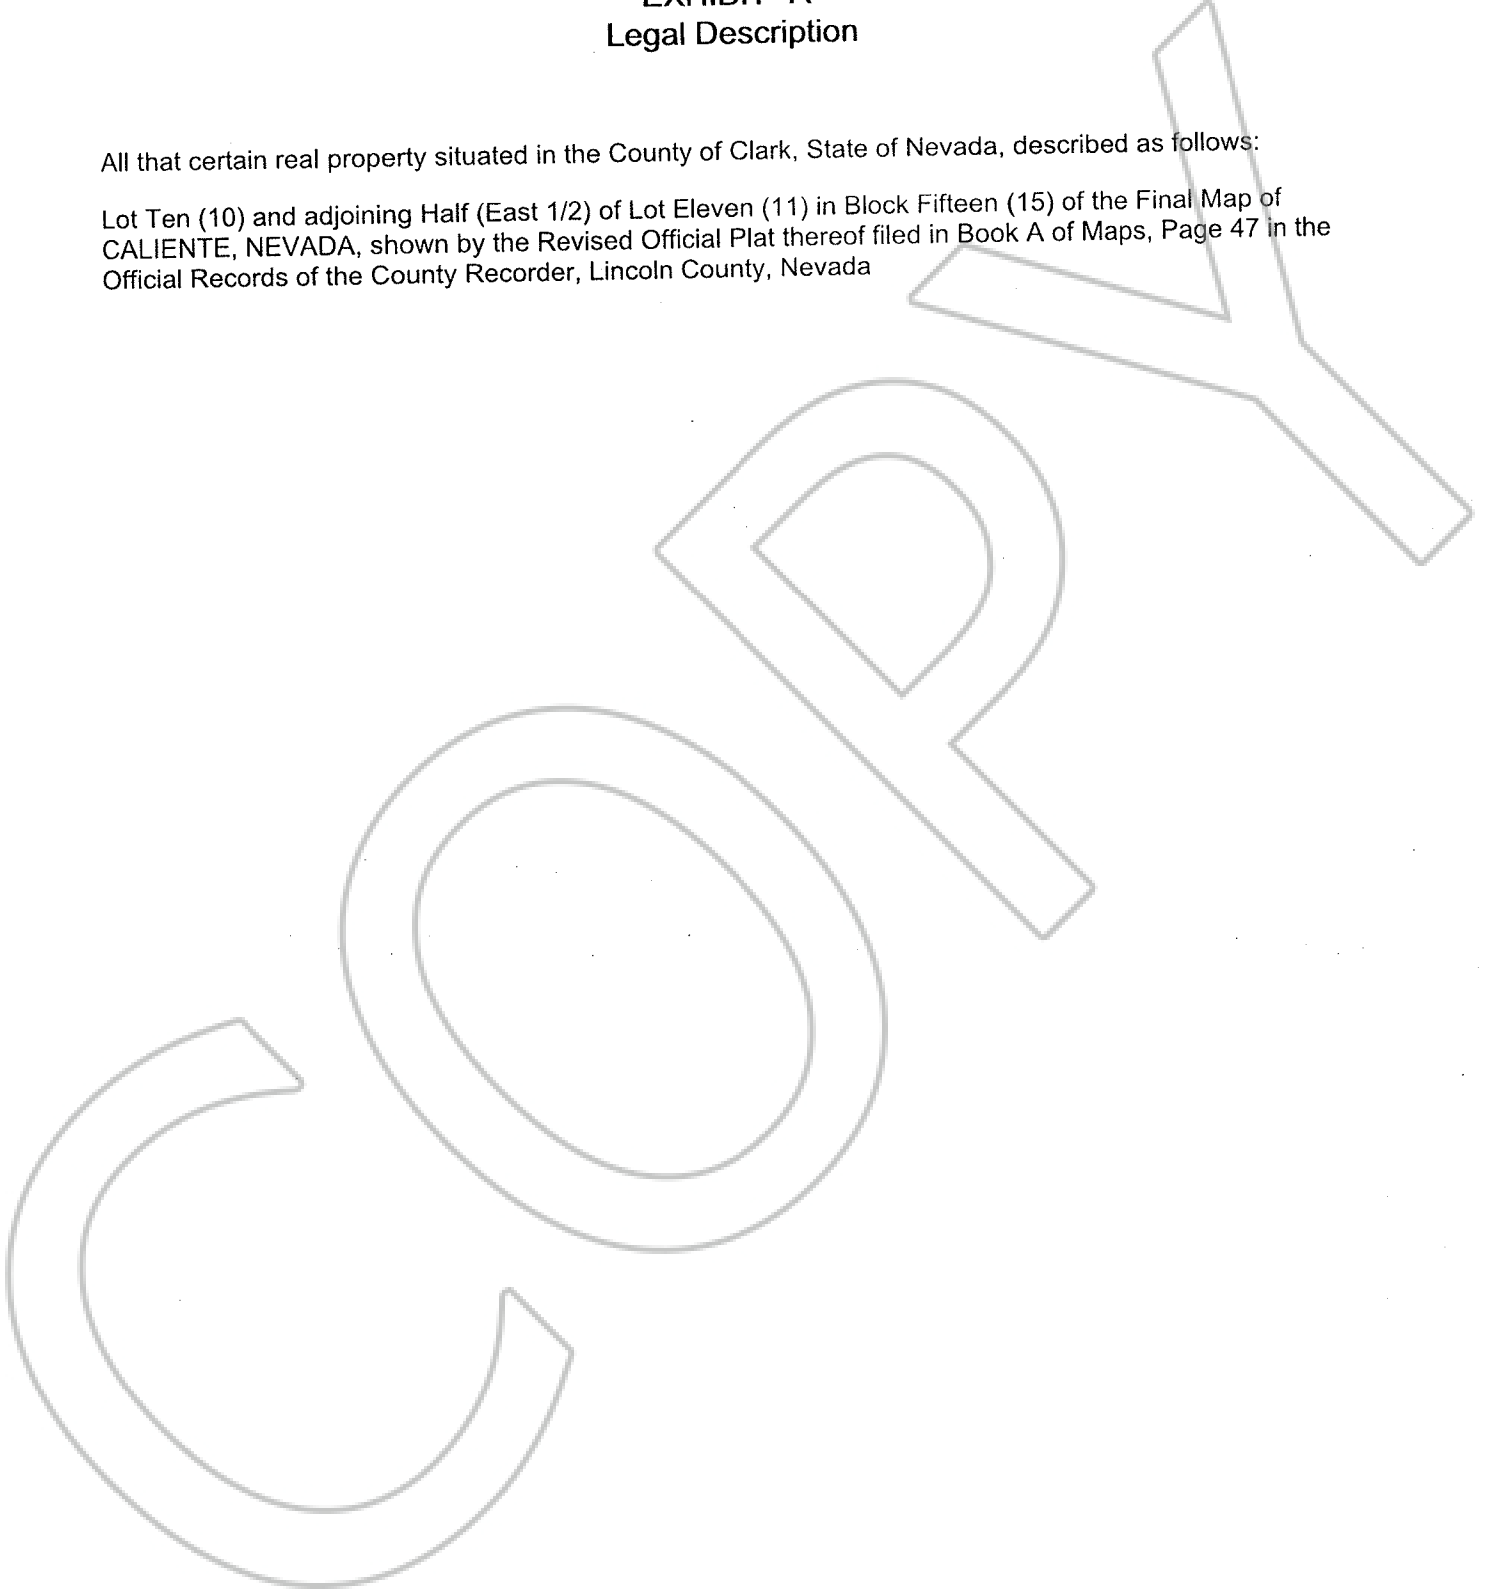 EXHIBIT "A"
Legal Description
All that certain real property situated in the County of Clark, State of Nevada, described as follows:
Lot Ten (10) and adjoining Half (East 1/2) of Lot Eleven (11) in Block Fifteen (15) of the Final Map of
CALIENTE, NEVADA, shown by the Revised Official Plat thereof filed in Book A of Maps, Page 47 in the
Official Records of the County Recorder, Lincoln County, Nevada
COPY